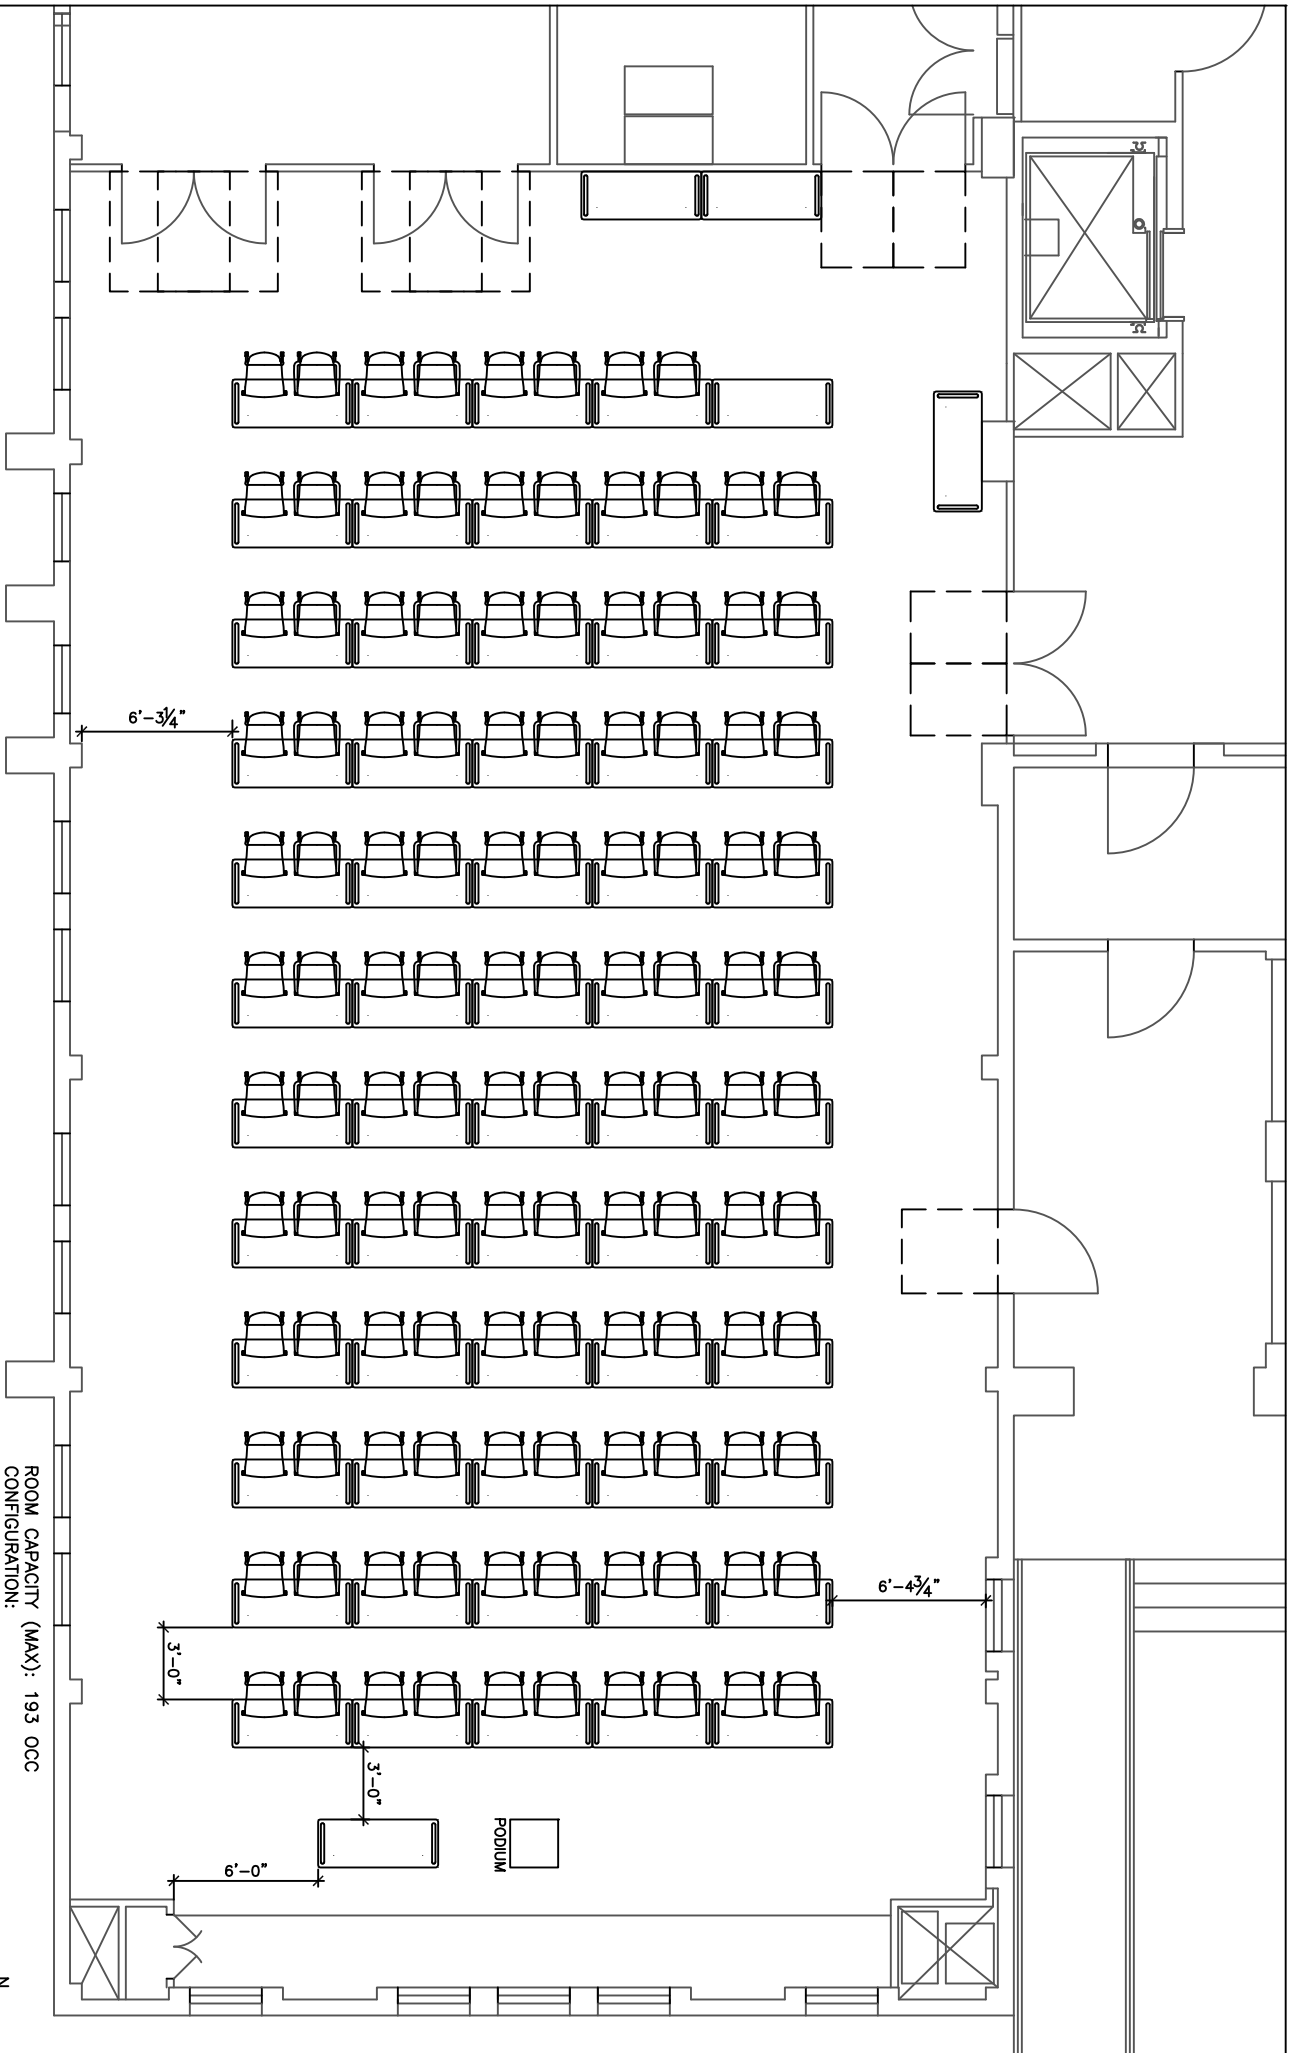 6'-3¼"
6'-4¾"
3'-0"
3'-0"
PODIUM
6'-0"
ROOM CAPACITY (MAX): 193 OCC
CONFIGURATION:
N